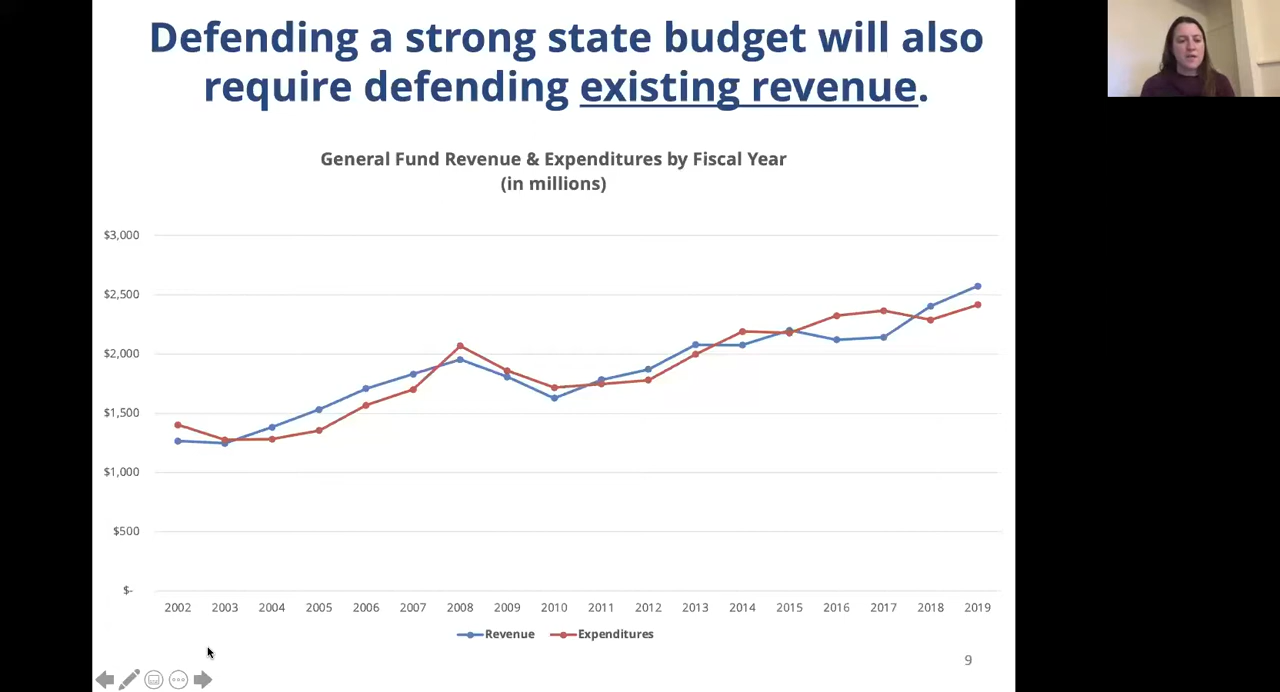 Defending a strong state budget will also
require defending existing revenue.
General Fund Revenue & Expenditures by Fiscal Year
(in millions)
$3,000
$2,500
$2,000
$1,500
$1,000
$500
$-
2002 2003 2004 2005 2006 2007 2008 2009 2010 2011 2012 2013 2014 2015 2016 2017 2018 2019
Revenue Expenditures
9